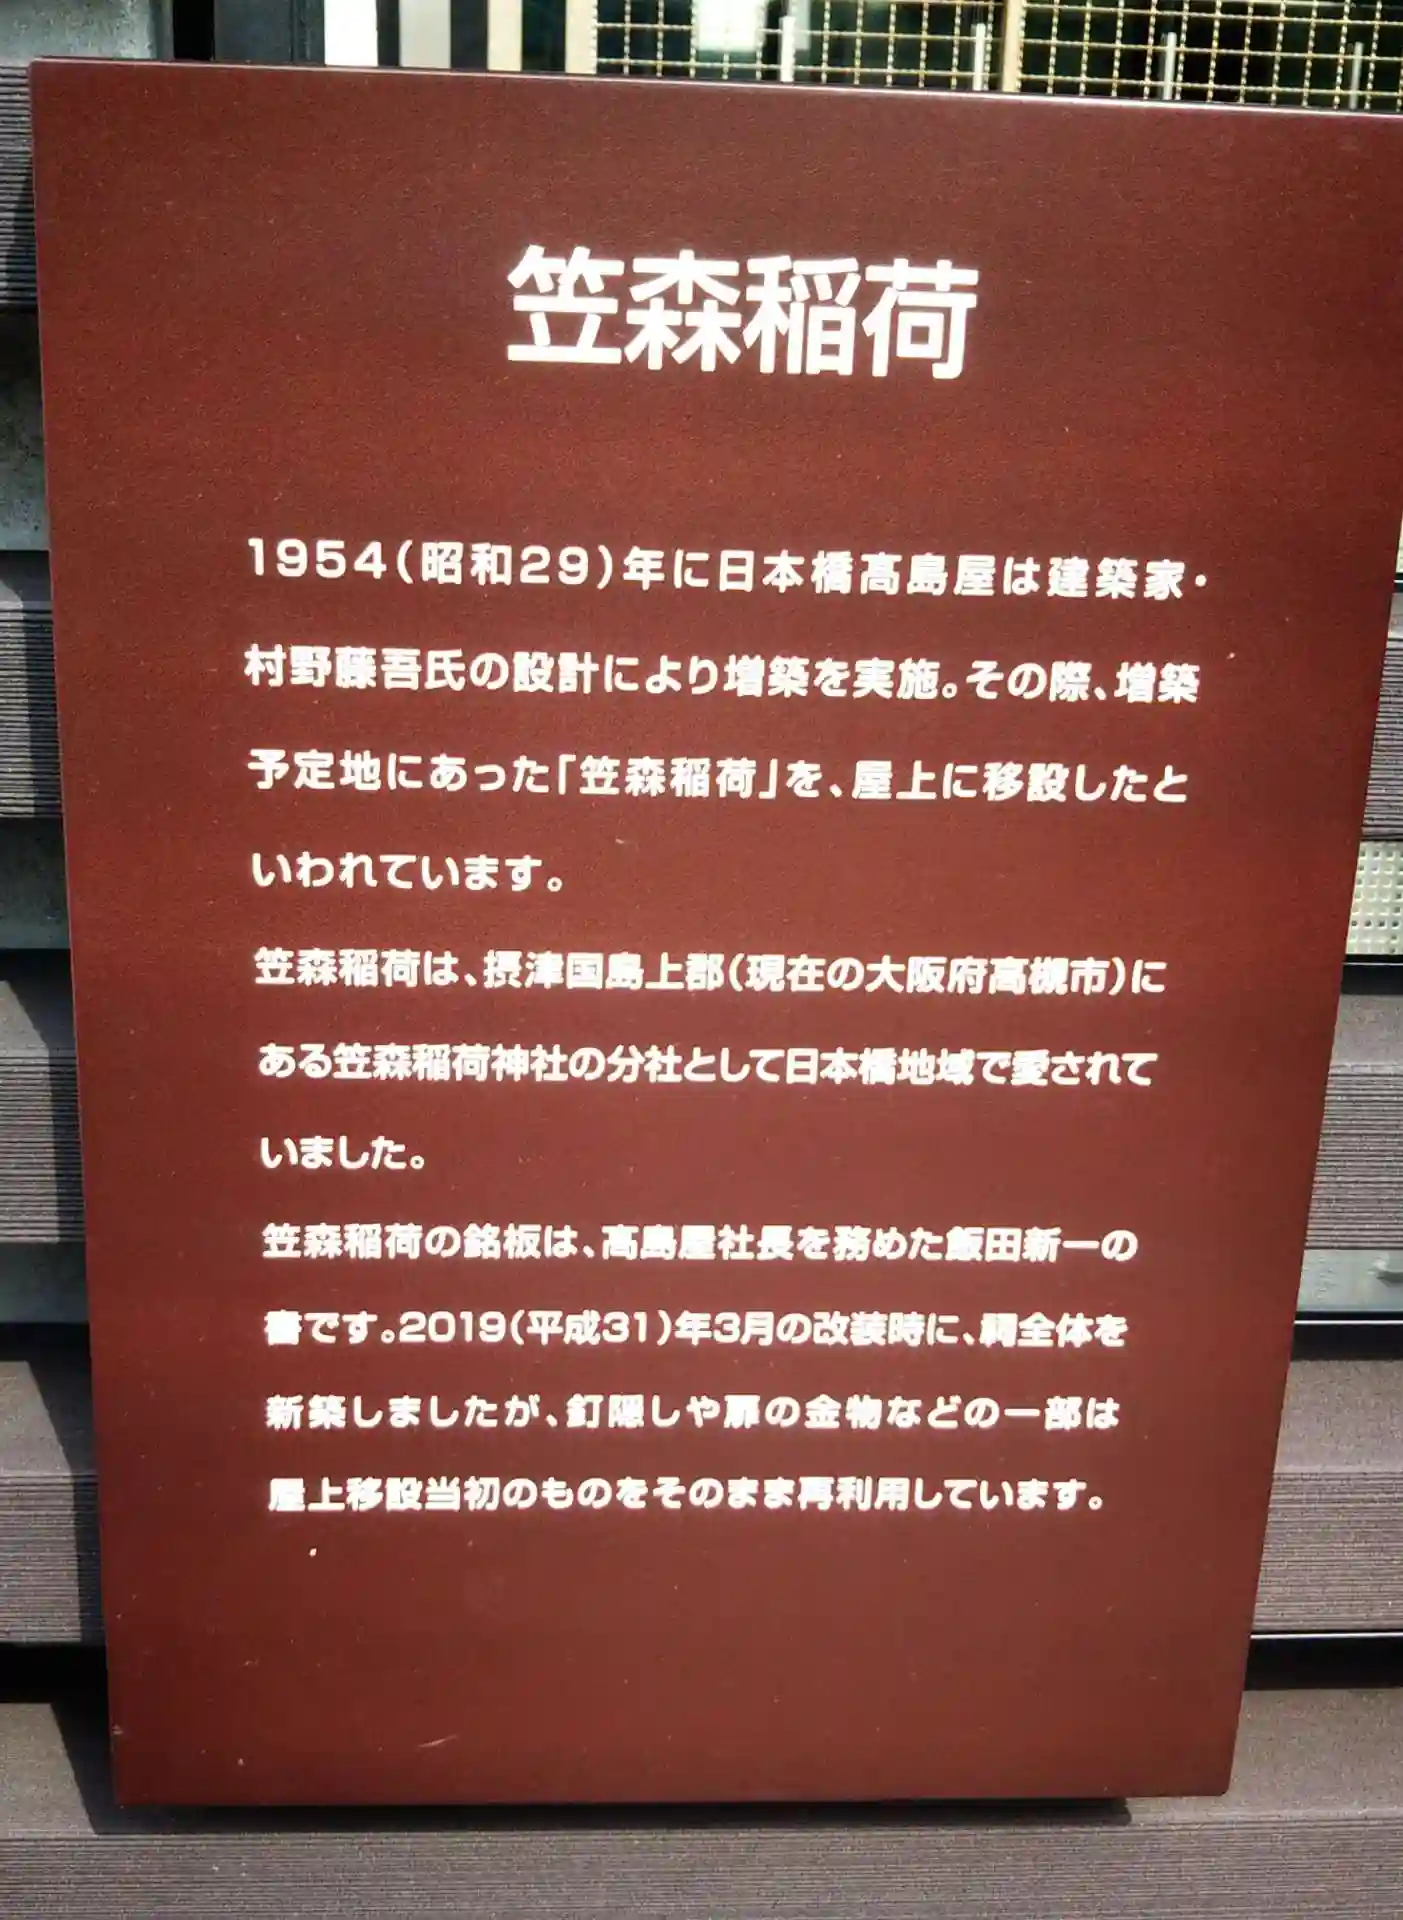 笠森稲荷
1954(昭和29)年に日本橋髙島屋は建築家・
村野藤吾氏の設計により増築を実施。その際、増築
予定地にあった「笠森稲荷」を、屋上に移設したと
いわれています。
笠森稲荷は、摂津国島上郡(現在の大阪府高槻市)に
ある笠森稲荷神社の分社として日本橋地域で愛されて
いました。
笠森稲荷の銘板は、髙島屋社長を務めた飯田新一の
書です。2019(平成31)年3月の改装時に、祠全体を
新築しましたが、釘隠しや扉の金物などの一部は
屋上移設当初のものをそのまま再利用しています。